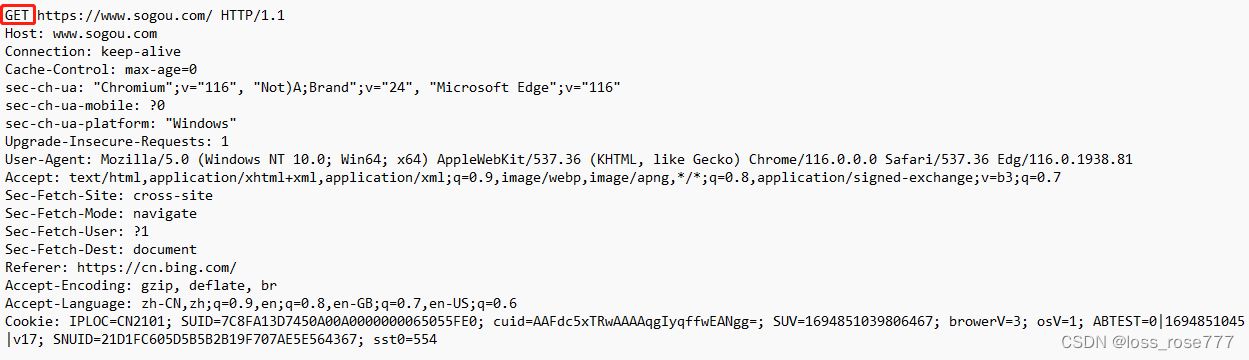 GET https://www.sogou.com/ HTTP/1.1
Host: www.sogou.com
Connection: keep-alive
Cache-Control: max-age=0
sec-ch-ua: "Chromium";v="116", "Not)A;Brand";v="24", "Microsoft Edge";v="116"
sec-ch-ua-mobile: ?0
sec-ch-ua-platform: "Windows"
Upgrade-Insecure-Requests: 1
User-Agent: Mozilla/5.0 (Windows NT 10.0; Win64; x64) AppleWebKit/537.36 (KHTML, like Gecko) Chrome/116.0.0.0 Safari/537.36 Edg/116.0.1938.81
Accept: text/html,application/xhtml+xml,application/xml;q=0.9,image/webp,image/apng,*/*;q=0.8,application/signed-exchange;v=b3;q=0.7
Sec-Fetch-Site: cross-site
Sec-Fetch-Mode: navigate
Sec-Fetch-User: ?1
Sec-Fetch-Dest: document
Referer: https://cn.bing.com/
Accept-Encoding: gzip, deflate, br
Accept-Language: zh-CN,zh;q=0.9,en;q=0.8,en-GB;q=0.7,en-US;q=0.6
Cookie: IPLOC=CN2101; SUID=7C8FA13D7450A00A0000000065055FE0; cuid=AAFdc5xTRwAAAAqgIyqffwEANgg=; SUV=1694851039806467; browerV=3; osV=1; ABTEST=0|1694851045
|v17; SNUID=21D1FC605D5B5B2B19F707AE5E564367; sst0=554
CSDN @loss_rose777